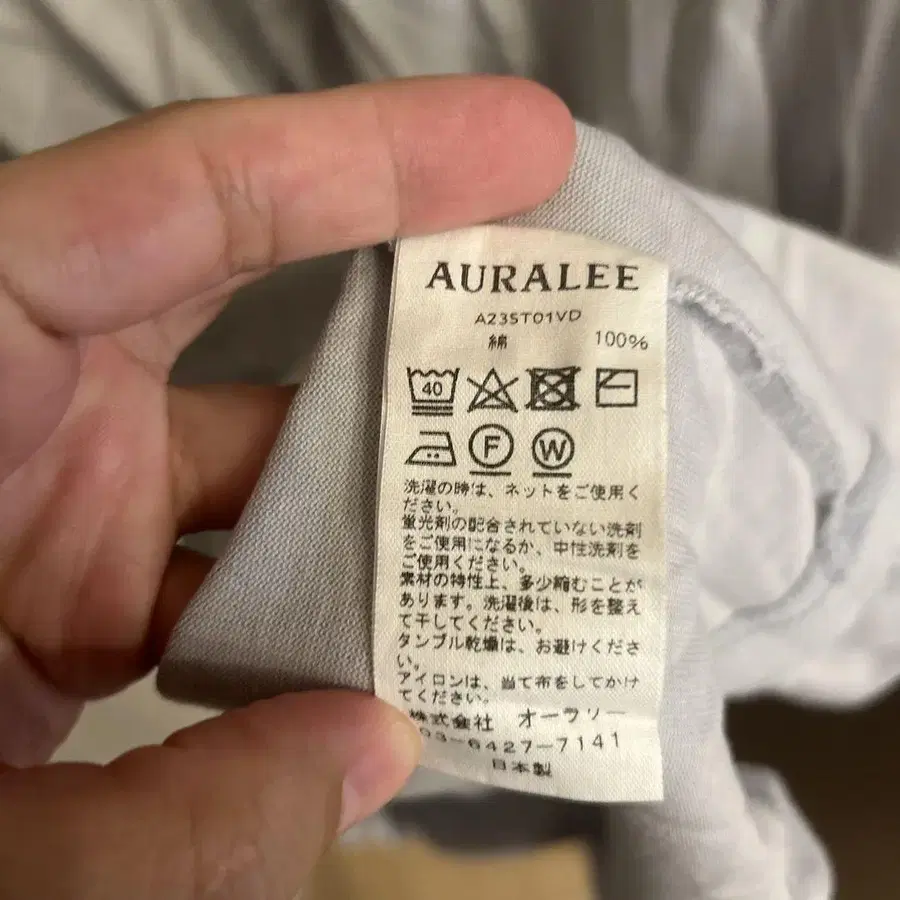 AURALEE
A23ST01VD
綿 100%
40
F W
洗濯の時は、ネットをご使用く
ださい。
蛍光剤の配合されていない洗剤
をご使用になるか、中性洗剤を
ご使用ください。
素材の特性上、多少縮むことが
あります。洗濯後は、形を整え
て干してください。
タンブル乾燥は、お避けくださ
い。
アイロンは、当て布をしてかけ
てください。
株式会社 オーラリー
03-6427-7141
日本製